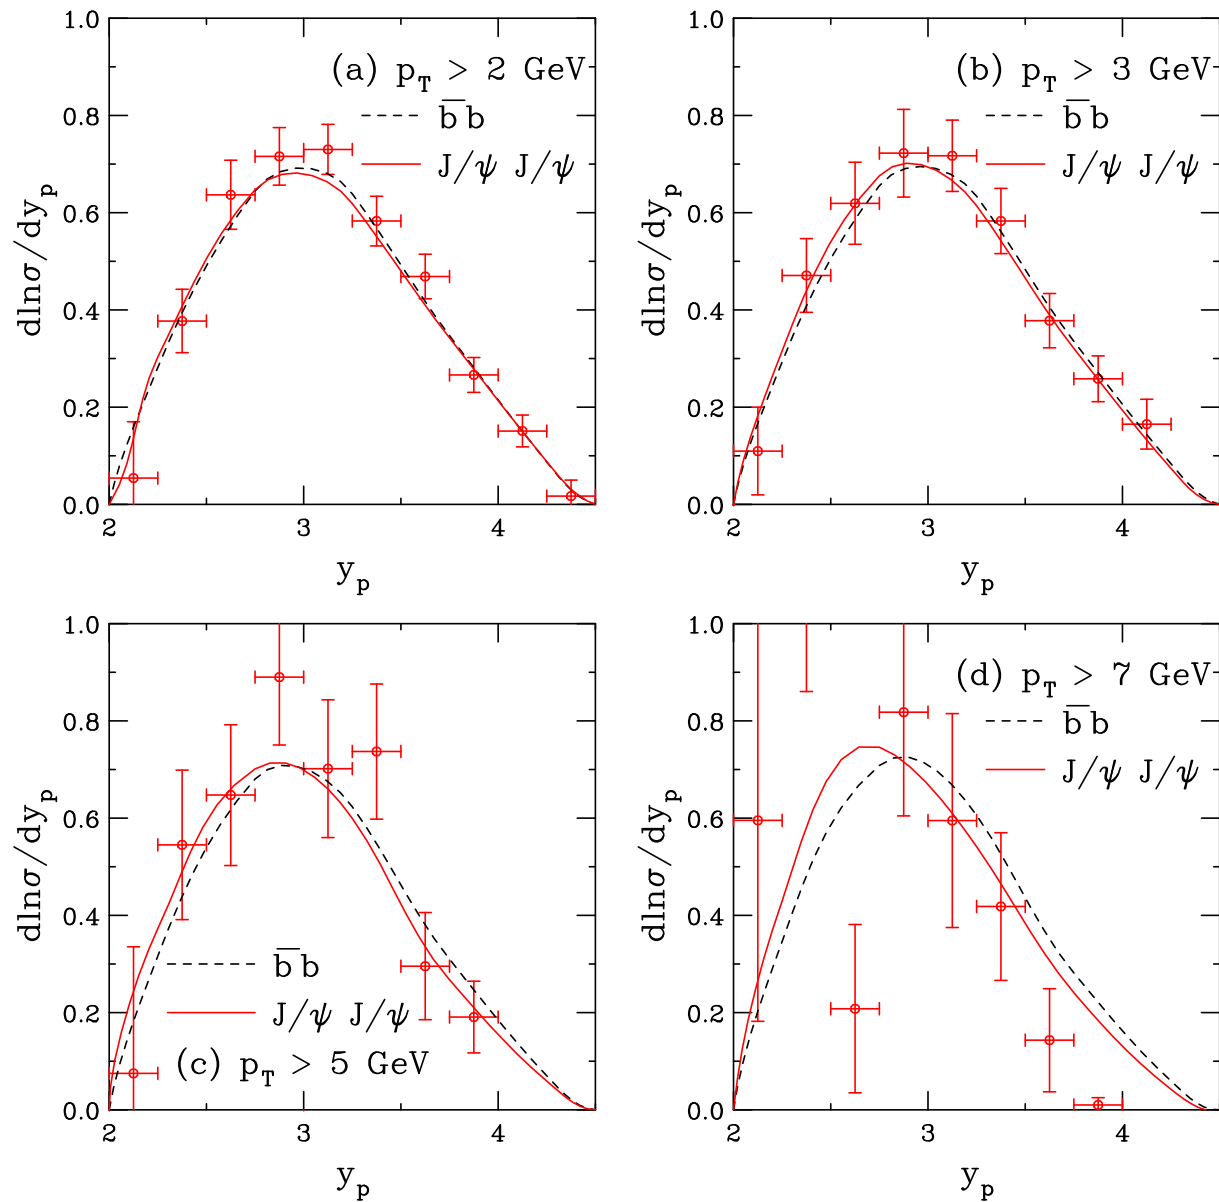 1.0
0.8
0.6
0.4
0.2
0.0
dlnσ/dy_p
(a) p_T > 2 GeV
b̅b
J/ψ J/ψ
2 3 4
y_p
1.0
0.8
0.6
0.4
0.2
0.0
dlnσ/dy_p
(b) p_T > 3 GeV
b̅b
J/ψ J/ψ
2 3 4
y_p
1.0
0.8
0.6
0.4
0.2
0.0
dlnσ/dy_p
b̅b
J/ψ J/ψ
(c) p_T > 5 GeV
2 3 4
y_p
1.0
0.8
0.6
0.4
0.2
0.0
dlnσ/dy_p
(d) p_T > 7 GeV
b̅b
J/ψ J/ψ
2 3 4
y_p